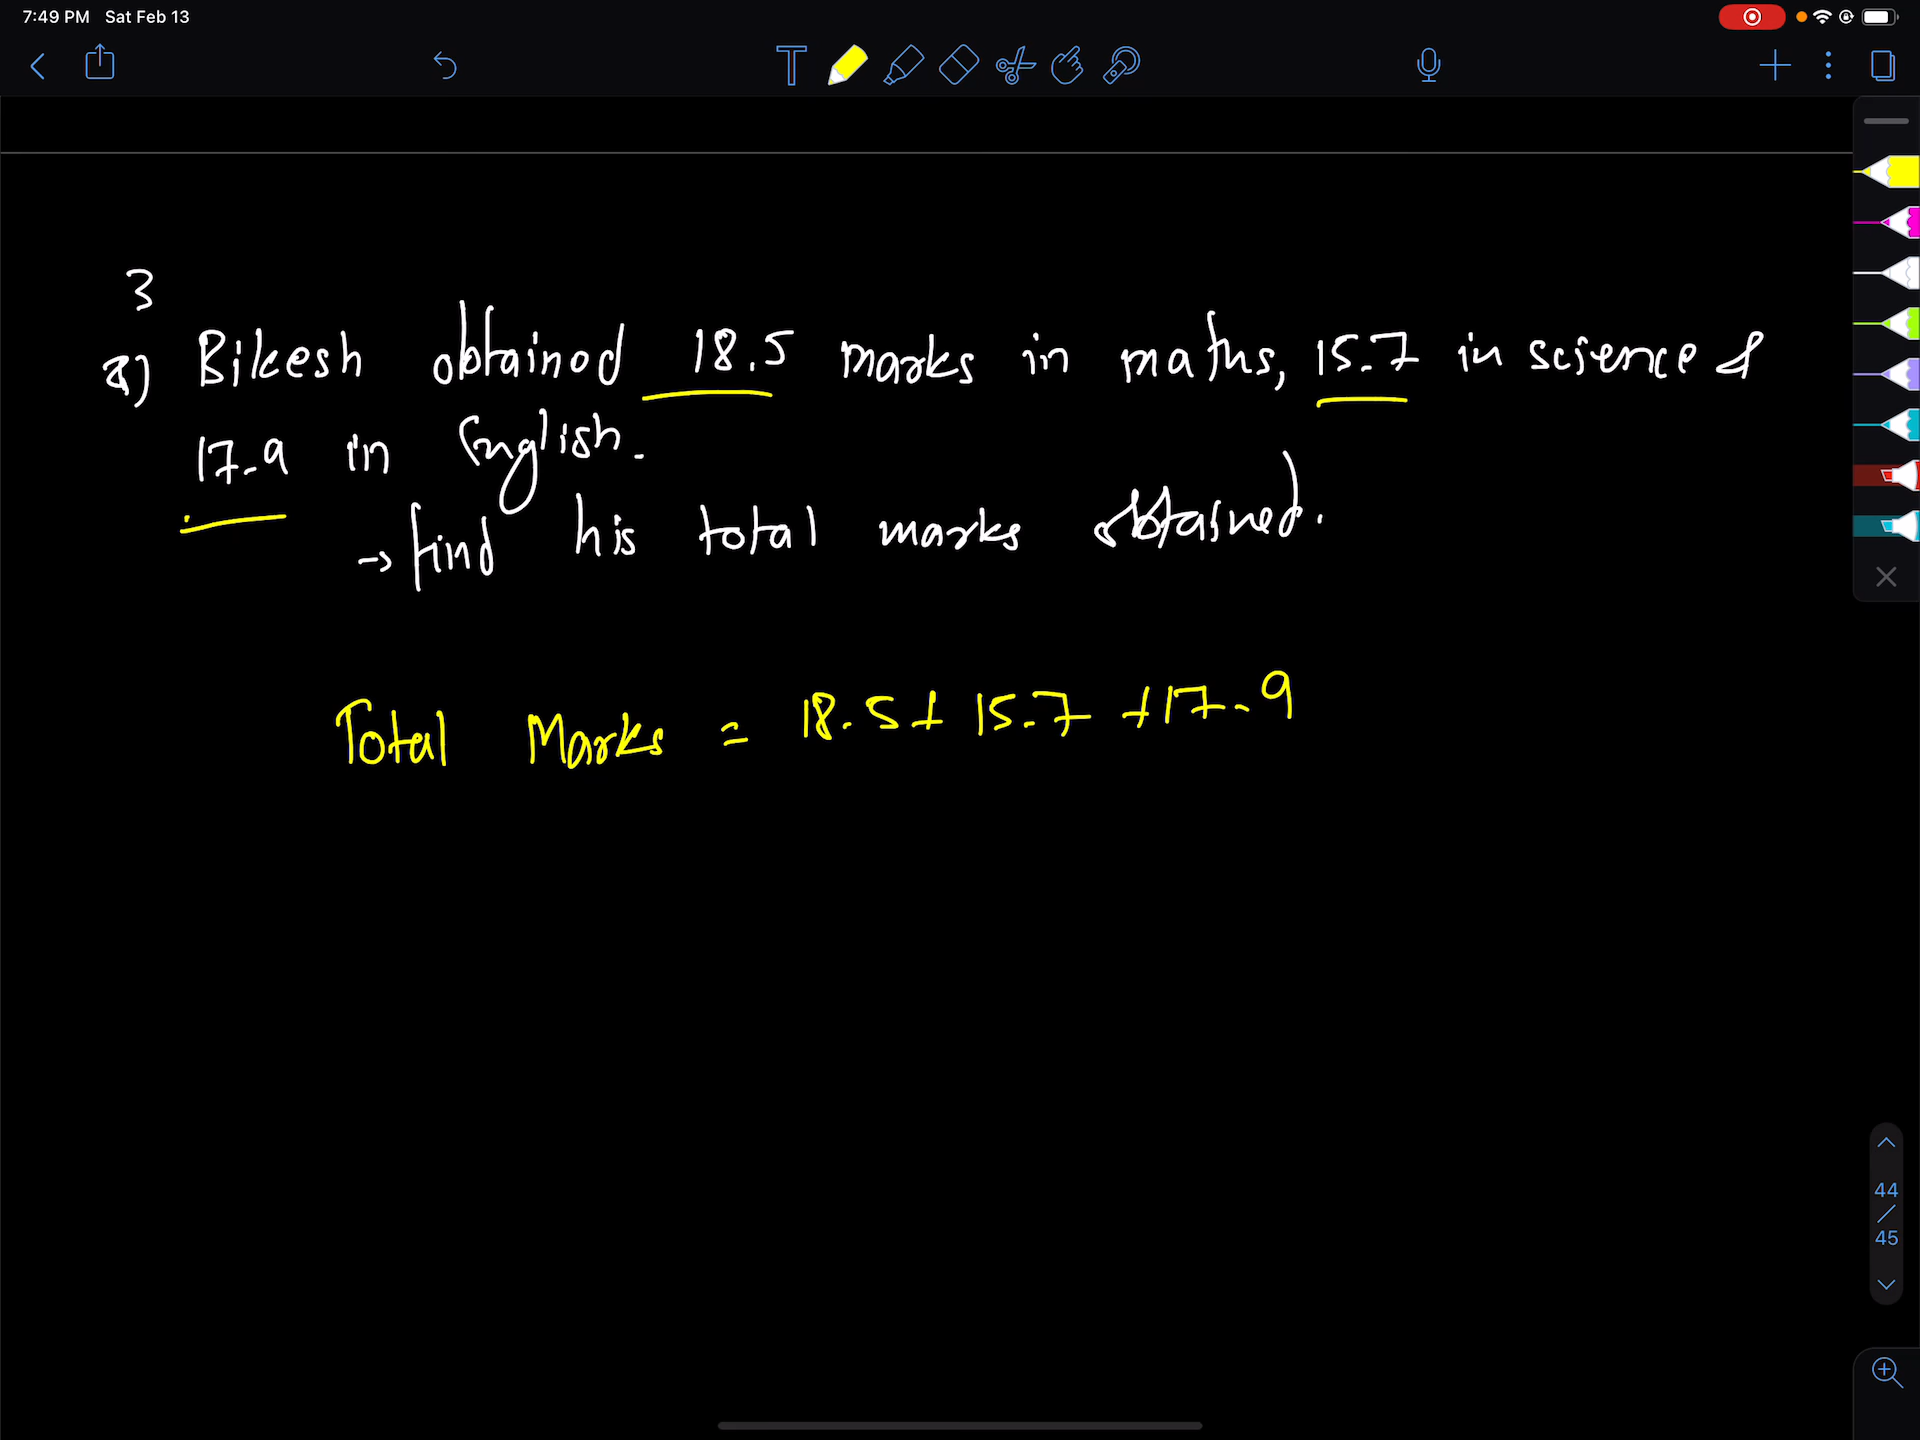 7:49 PM Sat Feb 13
3
a) Bikesh obtained 18.5 marks in maths, 15.7 in science &
17.9 in English.
→ find his total marks obtained.
Total Marks = 18.5 + 15.7 + 17.9
44
/
45